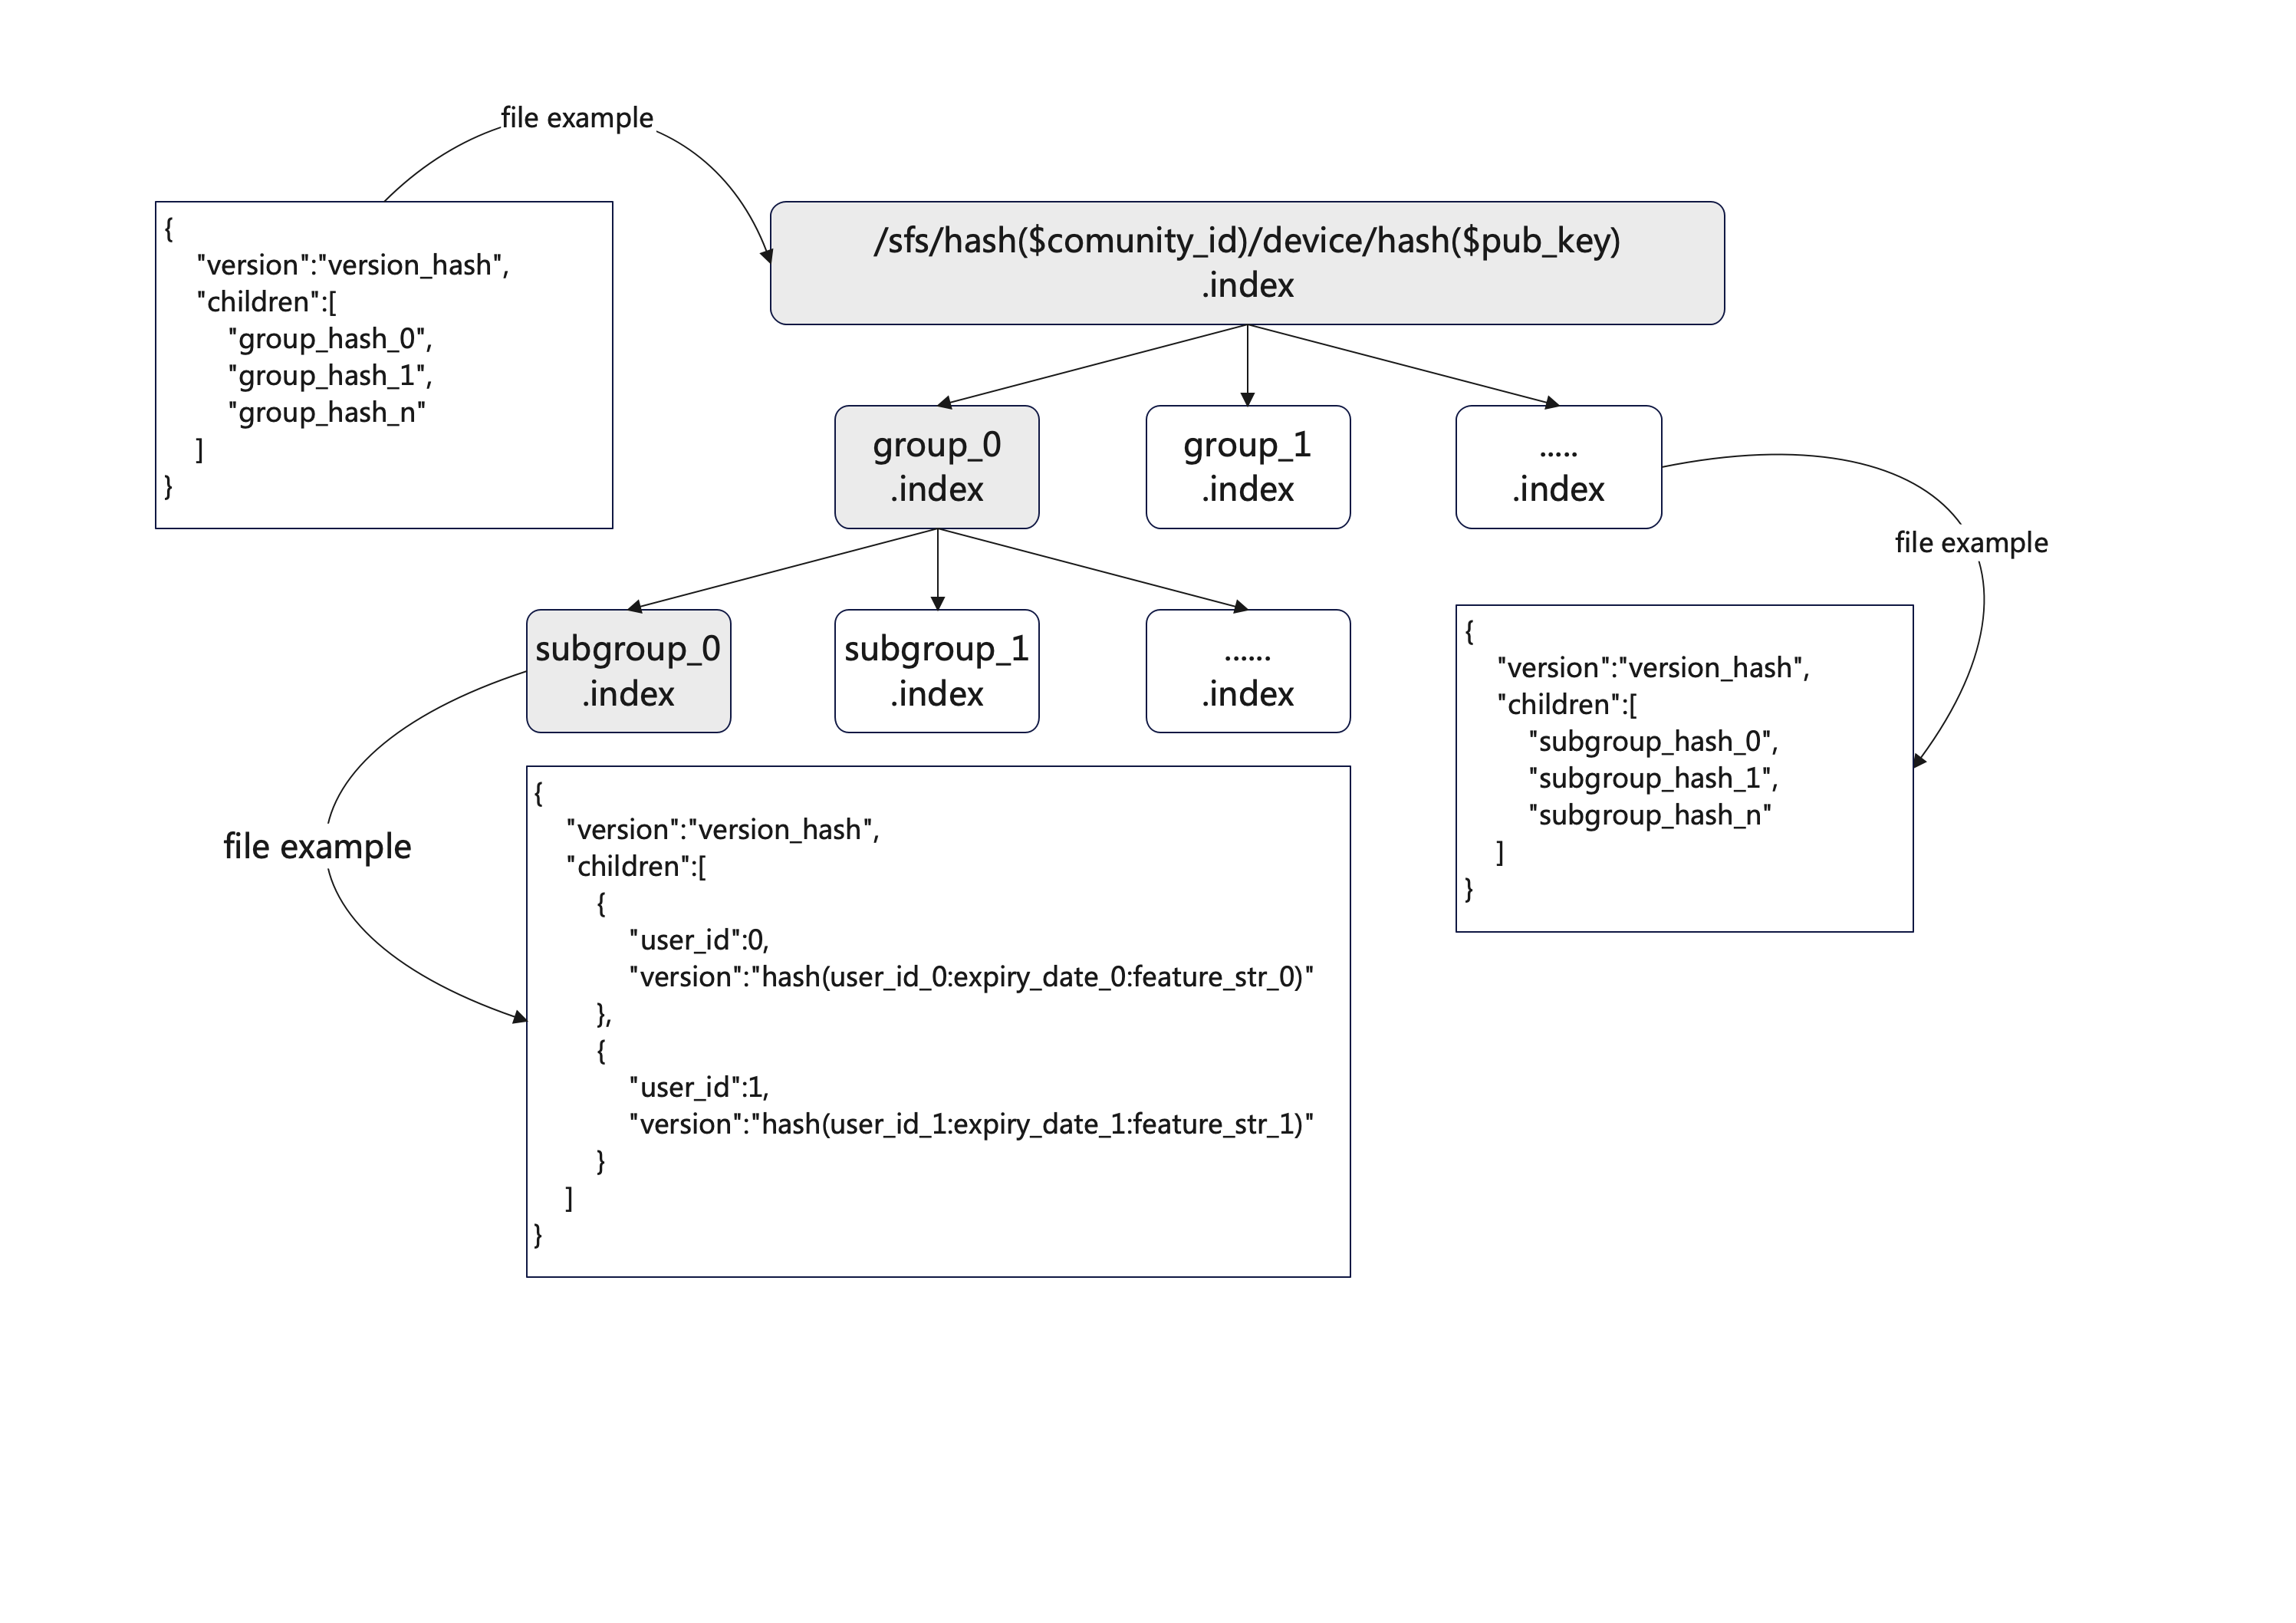 file example
{
"version":"version_hash",
"children":[
"group_hash_0",
"group_hash_1",
"group_hash_n"
]
}
/sfs/hash($comunity_id)/device/hash($pub_key)
.index
group_0
.index
group_1
.index
.....
.index
file example
subgroup_0
.index
subgroup_1
.index
......
.index
{
"version":"version_hash",
"children":[
"subgroup_hash_0",
"subgroup_hash_1",
"subgroup_hash_n"
]
}
file example
{
"version":"version_hash",
"children":[
{
"user_id":0,
"version":"hash(user_id_0:expiry_date_0:feature_str_0)"
},
{
"user_id":1,
"version":"hash(user_id_1:expiry_date_1:feature_str_1)"
}
]
}